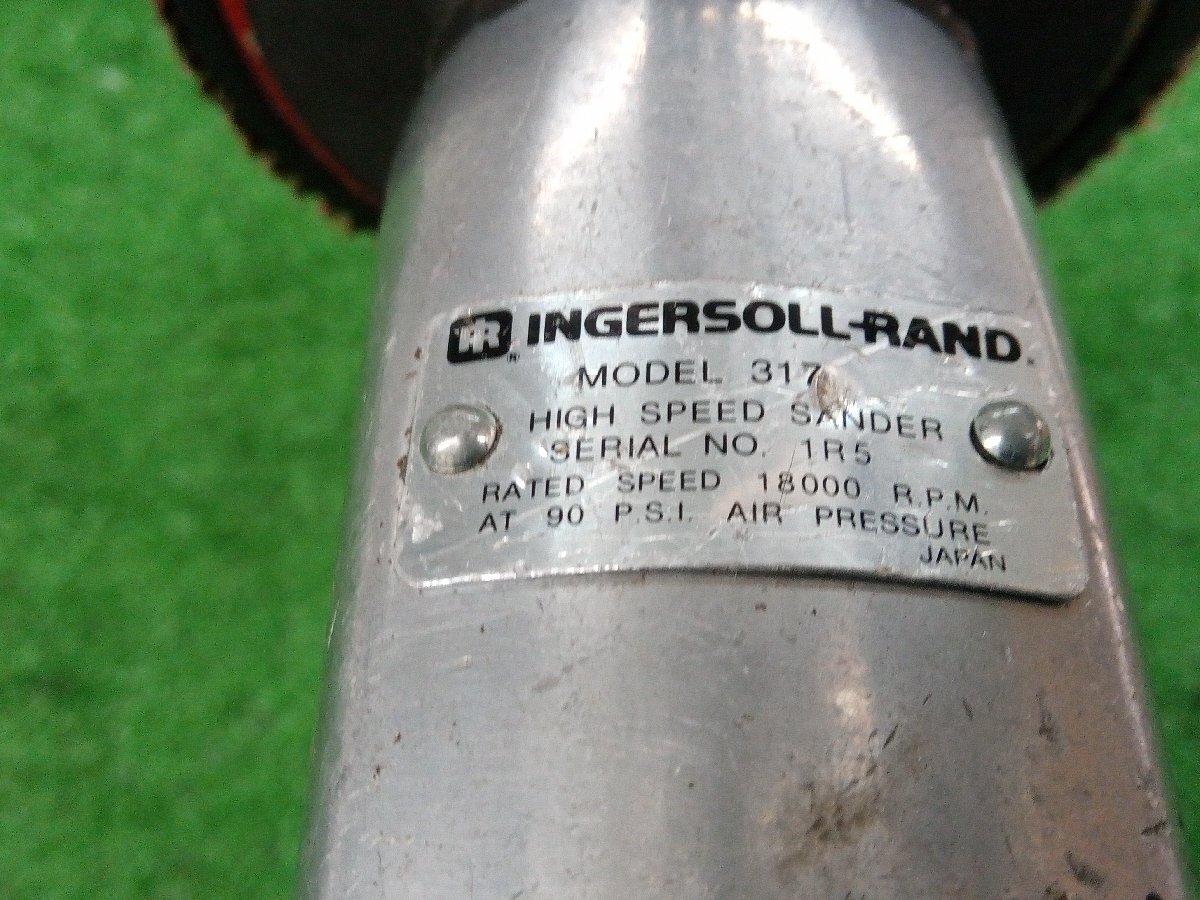 IR® INGERSOLL-RAND®
MODEL 317
HIGH SPEED SANDER
SERIAL NO. 1R5
RATED SPEED 18000 R.P.M.
AT 90 P.S.I. AIR PRESSURE
JAPAN